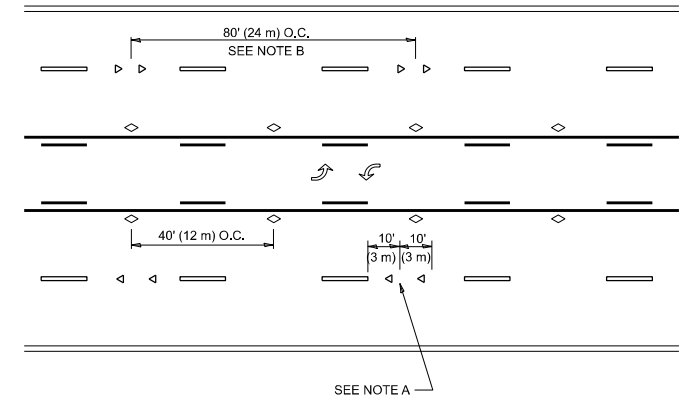 80' (24 m) O.C.
SEE NOTE B
40' (12 m) O.C.
10' 10'
(3 m) (3 m)
SEE NOTE A